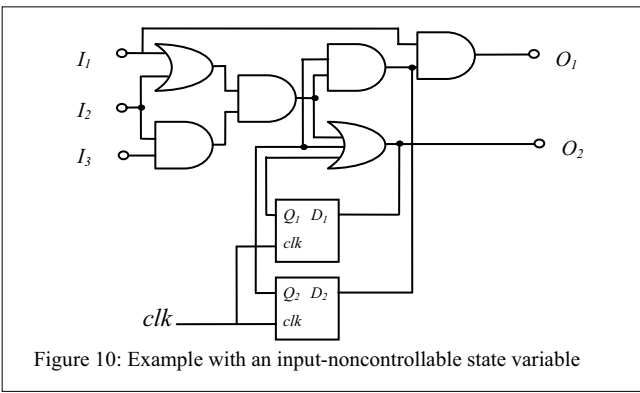 I₁
O₁
I₂
O₂
I₃
Q₁ D₁
clk
Q₂ D₂
clk
clk
Figure 10: Example with an input-noncontrollable state variable